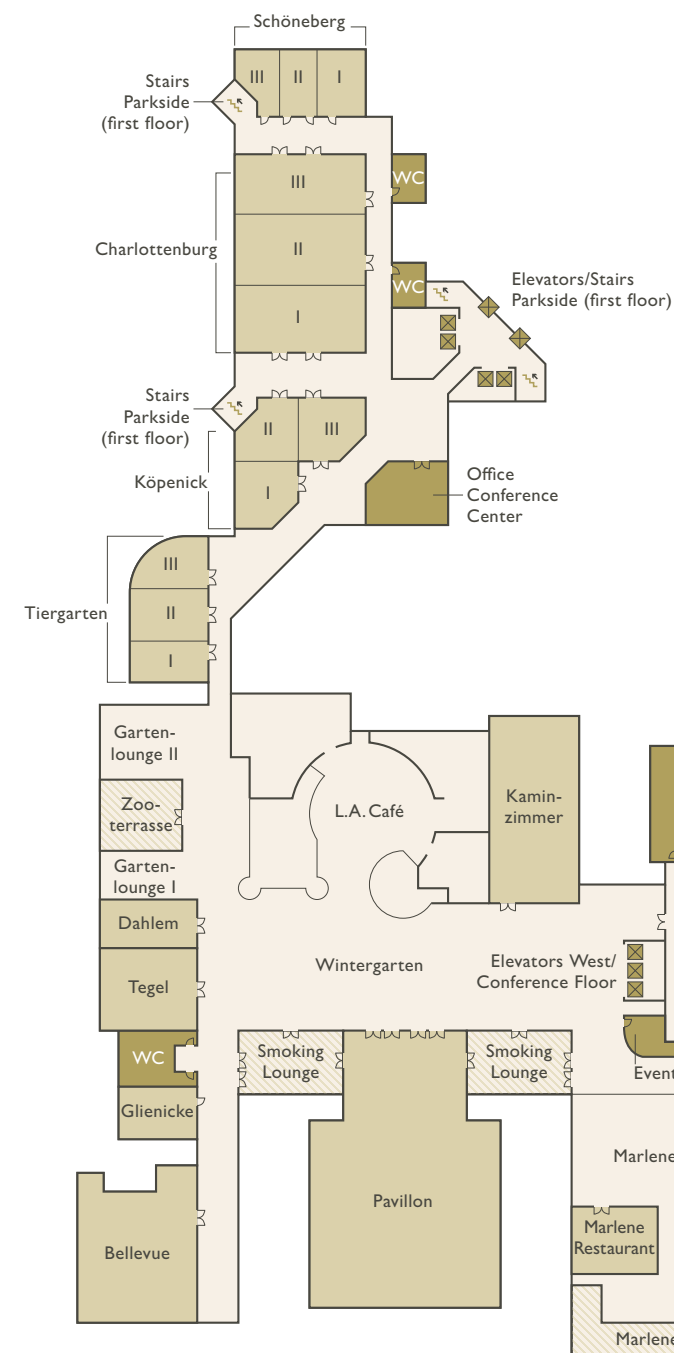 Schöneberg
III
II
I
Stairs
Parkside
(first floor)
III
WC
Charlottenburg
II
Elevators/Stairs
Parkside (first floor)
WC
I
Stairs
Parkside
(first floor)
II
III
Köpenick
I
Office
Conference
Center
III
Tiergarten
II
I
Garten-
lounge II
Zoo-
terrasse
L.A. Café
Kamin-
zimmer
Garten-
lounge I
Dahlem
Wintergarten
Elevators West/
Conference Floor
Tegel
WC
Smoking
Lounge
Smoking
Lounge
Event
Glienicke
Marlene
Pavillon
Marlene
Restaurant
Bellevue
Marlene